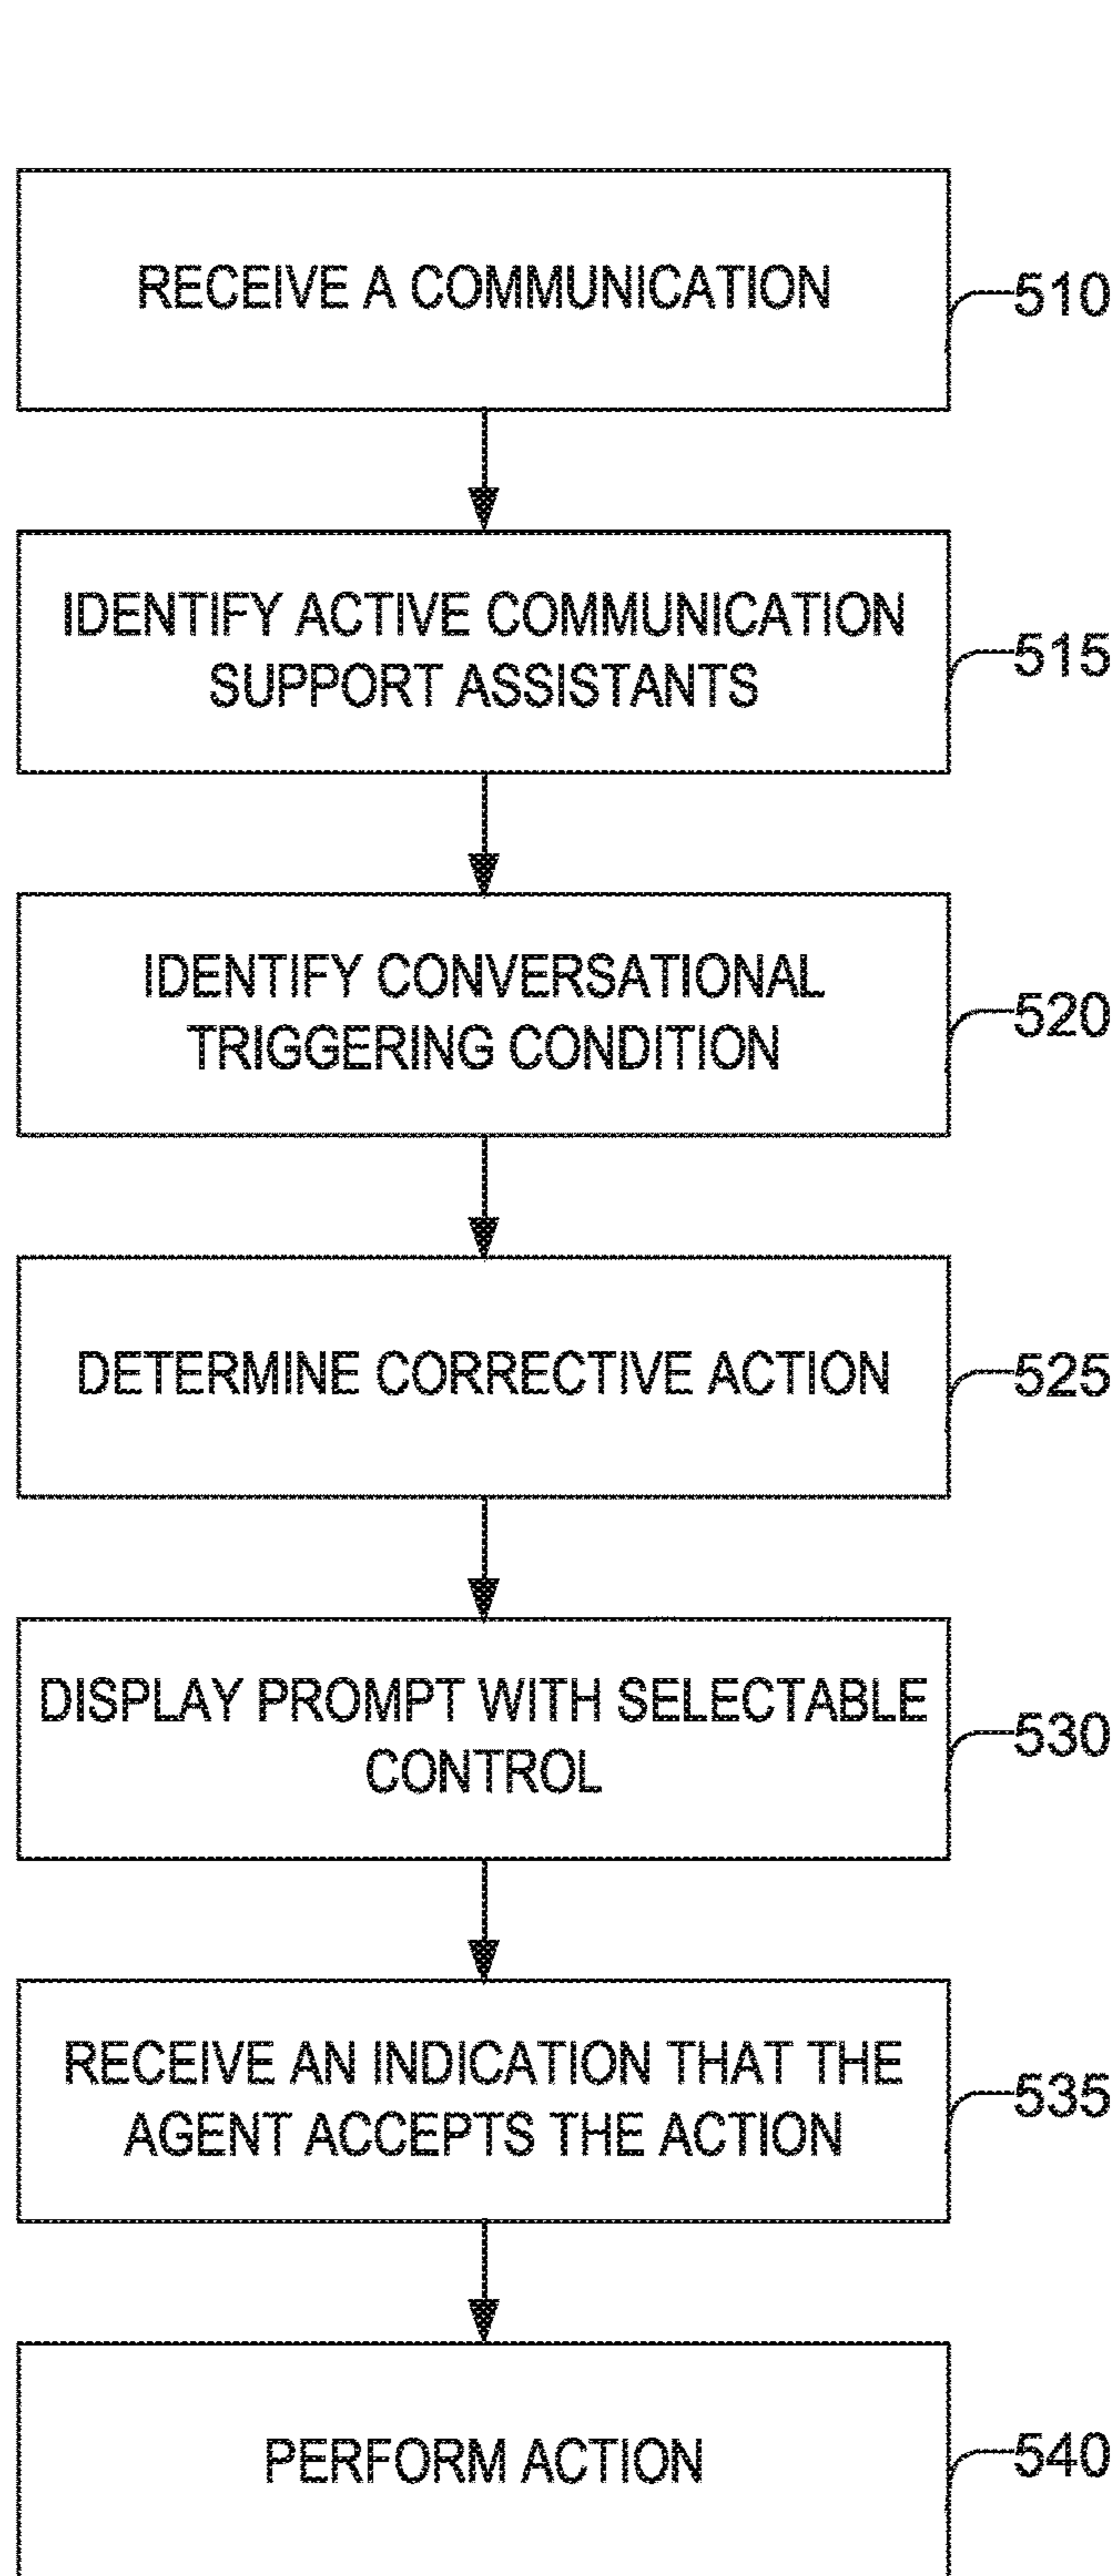 RECEIVE A COMMUNICATION
510
IDENTIFY ACTIVE COMMUNICATION
SUPPORT ASSISTANTS
515
IDENTIFY CONVERSATIONAL
TRIGGERING CONDITION
520
DETERMINE CORRECTIVE ACTION
525
DISPLAY PROMPT WITH SELECTABLE
CONTROL
530
RECEIVE AN INDICATION THAT THE
AGENT ACCEPTS THE ACTION
535
PERFORM ACTION
540